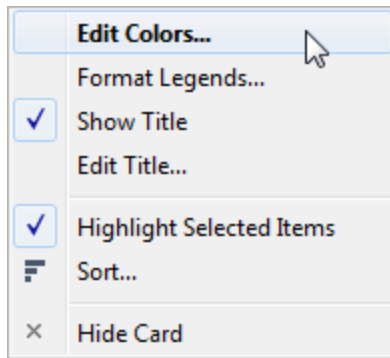 Edit Colors...
Format Legends...
Show Title
Edit Title...
Highlight Selected Items
Sort...
Hide Card